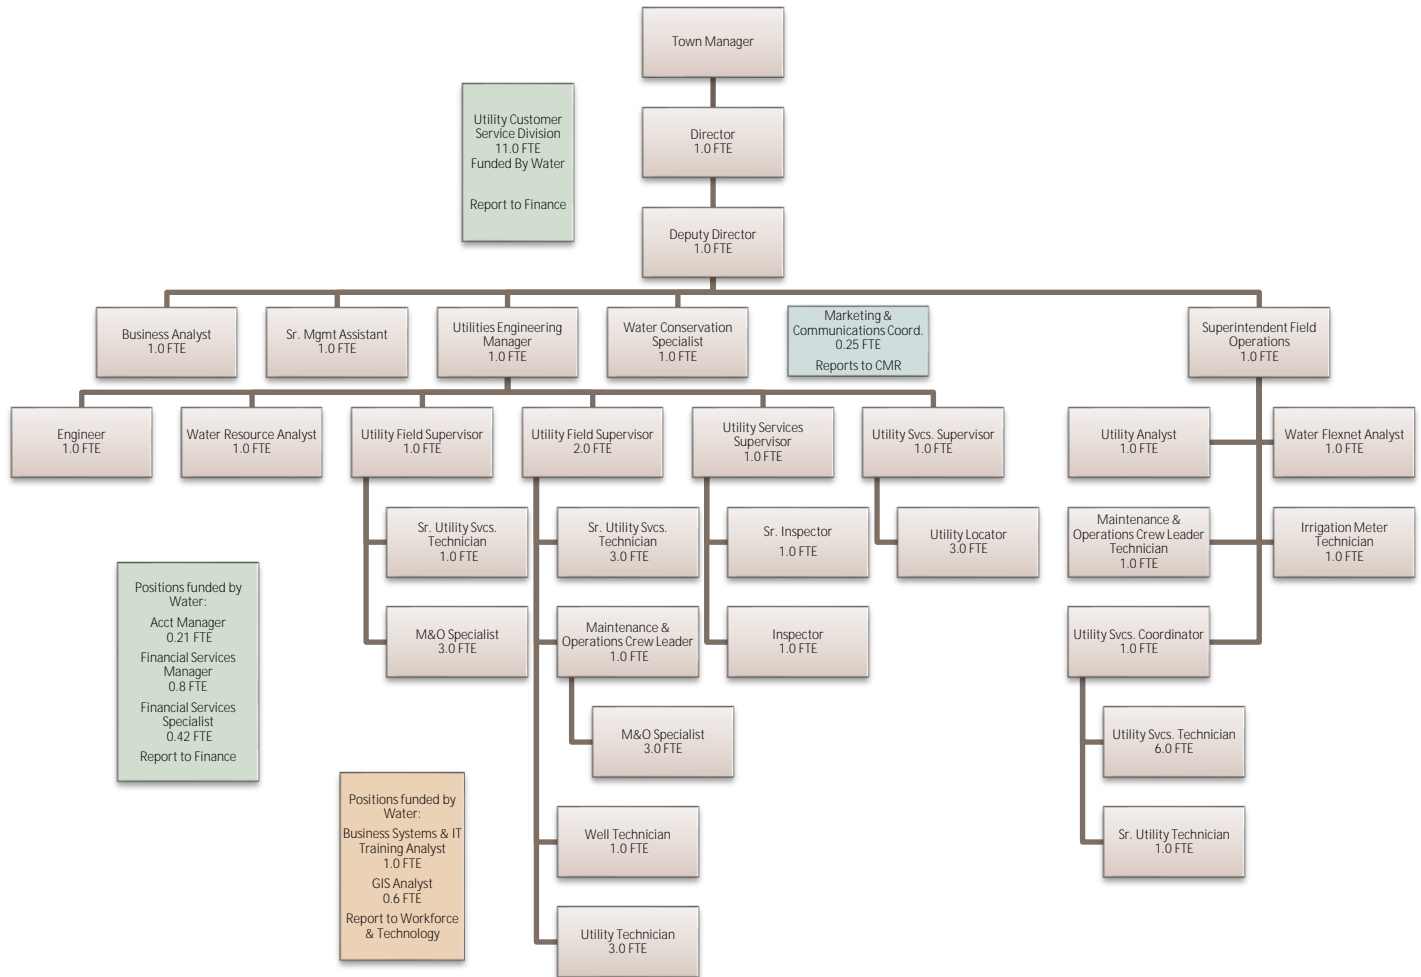 Town Manager
Utility Customer
Service Division
11.0 FTE
Funded By Water
Report to Finance
Director
1.0 FTE
Deputy Director
1.0 FTE
Business Analyst
1.0 FTE
Sr. Mgmt Assistant
1.0 FTE
Utilities Engineering
Manager
1.0 FTE
Water Conservation
Specialist
1.0 FTE
Marketing &
Communications Coord.
0.25 FTE
Reports to CMR
Superintendent Field
Operations
1.0 FTE
Engineer
1.0 FTE
Water Resource Analyst
1.0 FTE
Utility Field Supervisor
1.0 FTE
Utility Field Supervisor
2.0 FTE
Utility Services
Supervisor
1.0 FTE
Utility Svcs. Supervisor
1.0 FTE
Utility Analyst
1.0 FTE
Water Flexnet Analyst
1.0 FTE
Sr. Utility Svcs.
Technician
1.0 FTE
Sr. Utility Svcs.
Technician
3.0 FTE
Sr. Inspector
1.0 FTE
Utility Locator
3.0 FTE
Maintenance &
Operations Crew Leader
Technician
1.0 FTE
Irrigation Meter
Technician
1.0 FTE
Positions funded by
Water:
Acct Manager
0.21 FTE
Financial Services
Manager
0.8 FTE
Financial Services
Specialist
0.42 FTE
Report to Finance
M&O Specialist
3.0 FTE
Maintenance &
Operations Crew Leader
1.0 FTE
Inspector
1.0 FTE
Utility Svcs. Coordinator
1.0 FTE
M&O Specialist
3.0 FTE
Utility Svcs. Technician
6.0 FTE
Positions funded by
Water:
Business Systems & IT
Training Analyst
1.0 FTE
GIS Analyst
0.6 FTE
Report to Workforce
& Technology
Well Technician
1.0 FTE
Sr. Utility Technician
1.0 FTE
Utility Technician
3.0 FTE